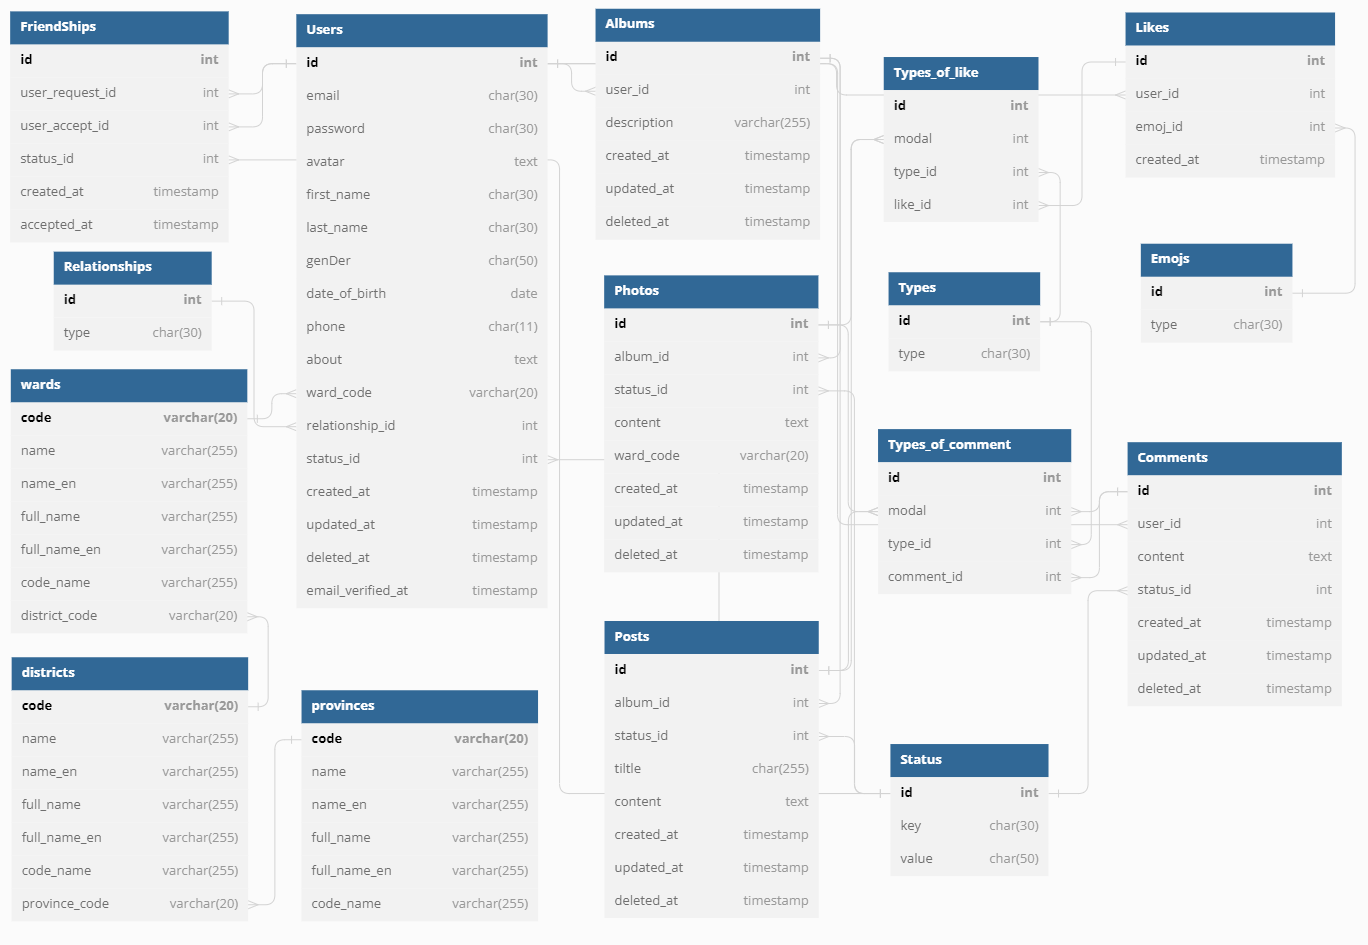 FriendShips
id int
user_request_id int
user_accept_id int
status_id int
created_at timestamp
accepted_at timestamp
Relationships
id int
type char(30)
wards
code varchar(20)
name varchar(255)
name_en varchar(255)
full_name varchar(255)
full_name_en varchar(255)
code_name varchar(255)
district_code varchar(20)
districts
code varchar(20)
name varchar(255)
name_en varchar(255)
full_name varchar(255)
full_name_en varchar(255)
code_name varchar(255)
province_code varchar(20)
Users
id int
email char(30)
password char(30)
avatar text
first_name char(30)
last_name char(30)
genDer char(50)
date_of_birth date
phone char(11)
about text
ward_code varchar(20)
relationship_id int
status_id int
created_at timestamp
updated_at timestamp
deleted_at timestamp
email_verified_at timestamp
provinces
code varchar(20)
name varchar(255)
name_en varchar(255)
full_name varchar(255)
full_name_en varchar(255)
code_name varchar(255)
Albums
id int
user_id int
description varchar(255)
created_at timestamp
updated_at timestamp
deleted_at timestamp
Photos
id int
album_id int
status_id int
content text
ward_code varchar(20)
created_at timestamp
updated_at timestamp
deleted_at timestamp
Posts
id int
album_id int
status_id int
tiltle char(255)
content text
created_at timestamp
updated_at timestamp
deleted_at timestamp
Types_of_like
id int
modal int
type_id int
like_id int
Types
id int
type char(30)
Types_of_comment
id int
modal int
type_id int
comment_id int
Status
id int
key char(30)
value char(50)
Likes
id int
user_id int
emoj_id int
created_at timestamp
Emojs
id int
type char(30)
Comments
id int
user_id int
content text
status_id int
created_at timestamp
updated_at timestamp
deleted_at timestamp